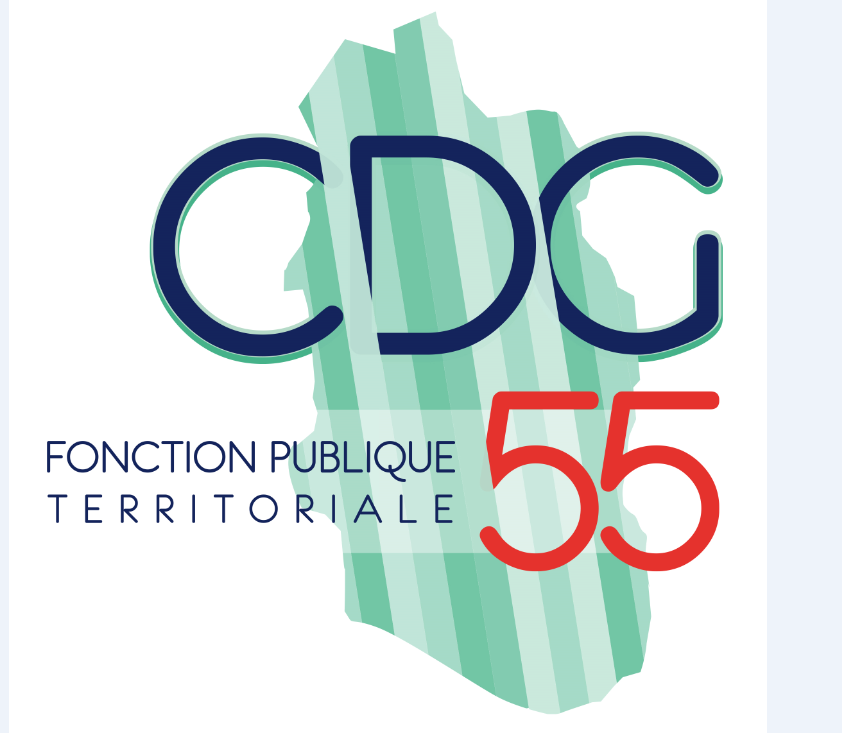 CDG
55
FONCTION PUBLIQUE
TERRITORIALE